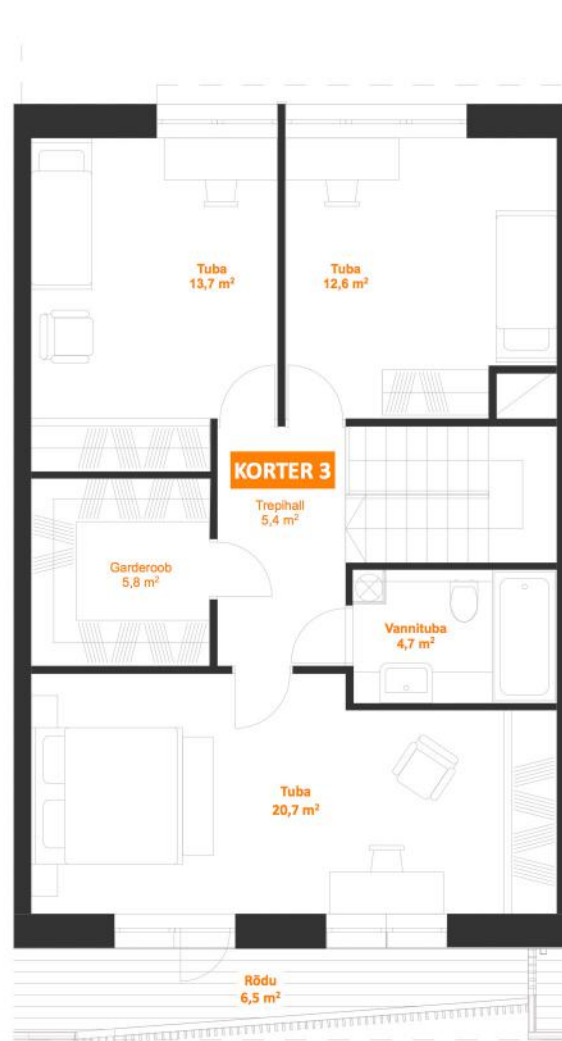 Tuba
13,7 m²
Tuba
12,6 m²
KORTER 3
Trepihall
5,4 m²
Garderoob
5,8 m²
Vannituba
4,7 m²
Tuba
20,7 m²
Rõdu
6,5 m²